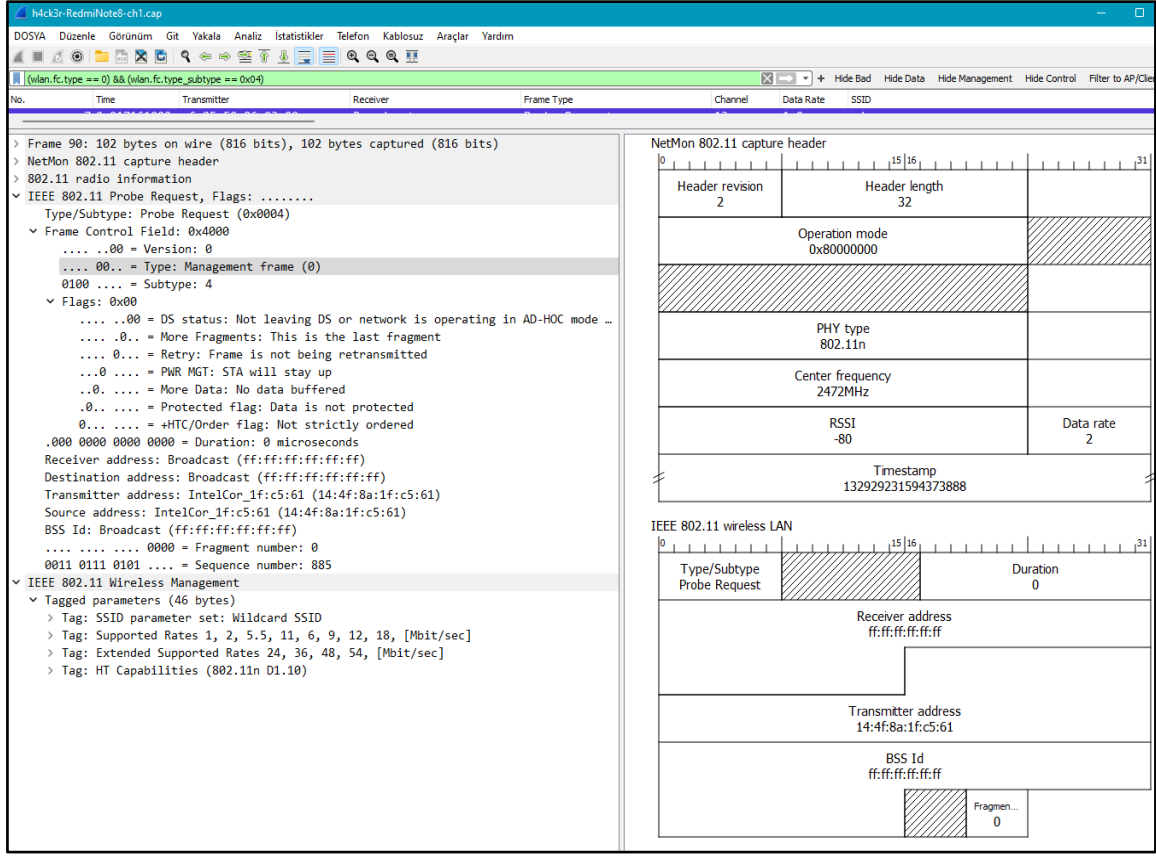 h4ck3r-RedmiNote8-ch1.cap
DOSYA Düzenle Görünüm Git Yakala Analiz İstatistikler Telefon Kablosuz Araçlar Yardım
(wlan.fc.type == 0) && (wlan.fc.type_subtype == 0x04)
+ Hide Bad Hide Data Hide Management Hide Control Filter to AP/Clie
No. Time Transmitter Receiver Frame Type Channel Data Rate SSID
Frame 90: 102 bytes on wire (816 bits), 102 bytes captured (816 bits)
NetMon 802.11 capture header
802.11 radio information
IEEE 802.11 Probe Request, Flags: ........
Type/Subtype: Probe Request (0x0004)
Frame Control Field: 0x4000
.... ..00 = Version: 0
.... 00.. = Type: Management frame (0)
0100 .... = Subtype: 4
Flags: 0x00
.... ..00 = DS status: Not leaving DS or network is operating in AD-HOC mode …
.... .0.. = More Fragments: This is the last fragment
.... 0... = Retry: Frame is not being retransmitted
...0 .... = PWR MGT: STA will stay up
..0. .... = More Data: No data buffered
.0.. .... = Protected flag: Data is not protected
0... .... = +HTC/Order flag: Not strictly ordered
.000 0000 0000 0000 = Duration: 0 microseconds
Receiver address: Broadcast (ff:ff:ff:ff:ff:ff)
Destination address: Broadcast (ff:ff:ff:ff:ff:ff)
Transmitter address: IntelCor_1f:c5:61 (14:4f:8a:1f:c5:61)
Source address: IntelCor_1f:c5:61 (14:4f:8a:1f:c5:61)
BSS Id: Broadcast (ff:ff:ff:ff:ff:ff)
.... .... .... 0000 = Fragment number: 0
0011 0111 0101 .... = Sequence number: 885
IEEE 802.11 Wireless Management
Tagged parameters (46 bytes)
Tag: SSID parameter set: Wildcard SSID
Tag: Supported Rates 1, 2, 5.5, 11, 6, 9, 12, 18, [Mbit/sec]
Tag: Extended Supported Rates 24, 36, 48, 54, [Mbit/sec]
Tag: HT Capabilities (802.11n D1.10)
NetMon 802.11 capture header
0 15 16 31
Header revision Header length
2 32
Operation mode
0x80000000
PHY type
802.11n
Center frequency
2472MHz
RSSI Data rate
-80 2
Timestamp
132929231594373888
IEEE 802.11 wireless LAN
0 15 16 31
Type/Subtype Duration
Probe Request 0
Receiver address
ff:ff:ff:ff:ff:ff
Transmitter address
14:4f:8a:1f:c5:61
BSS Id
ff:ff:ff:ff:ff:ff
Fragmen...
0